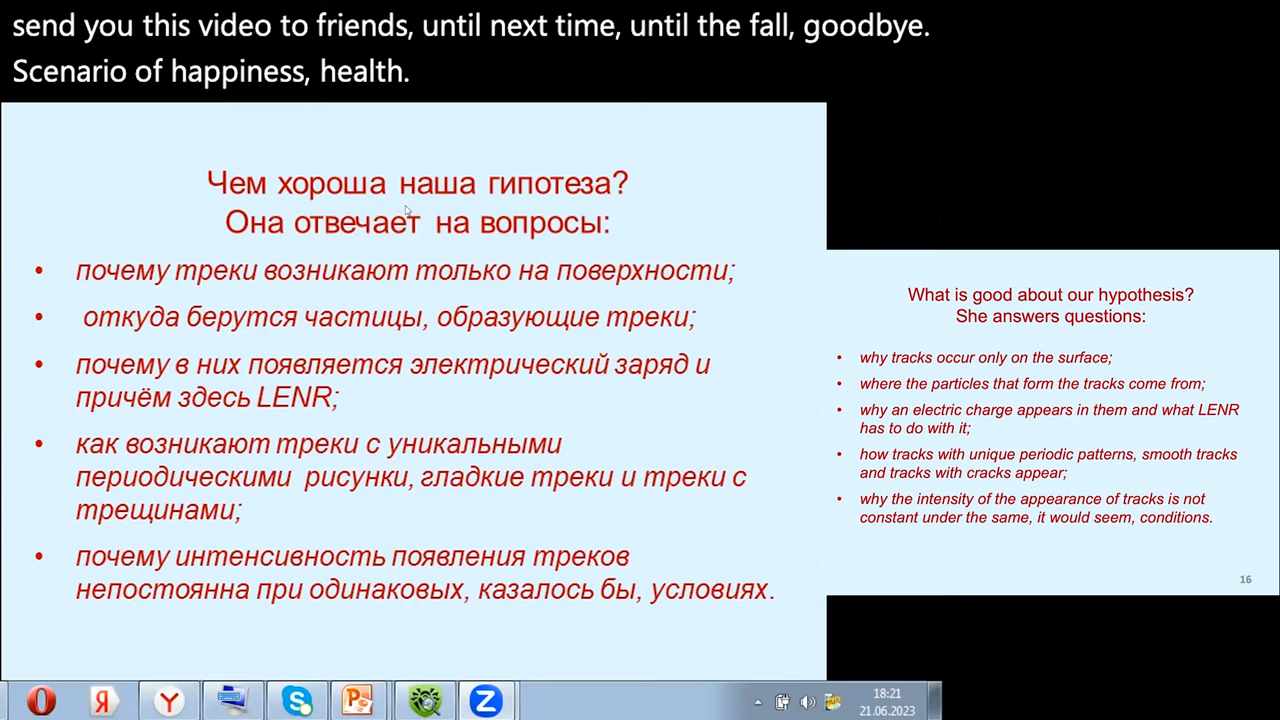 send you this video to friends, until next time, until the fall, goodbye.
Scenario of happiness, health.
Чем хороша наша гипотеза?
Она отвечает на вопросы:
• почему треки возникают только на поверхности;
• откуда берутся частицы, образующие треки;
• почему в них появляется электрический заряд и
причём здесь LENR;
• как возникают треки с уникальными
периодическими рисунки, гладкие треки и треки с
трещинами;
• почему интенсивность появления треков
непостоянна при одинаковых, казалось бы, условиях.
What is good about our hypothesis?
She answers questions:
• why tracks occur only on the surface;
• where the particles that form the tracks come from;
• why an electric charge appears in them and what LENR
has to do with it;
• how tracks with unique periodic patterns, smooth tracks
and tracks with cracks appear;
• why the intensity of the appearance of tracks is not
constant under the same, it would seem, conditions.
16
18:21
21.06.2023